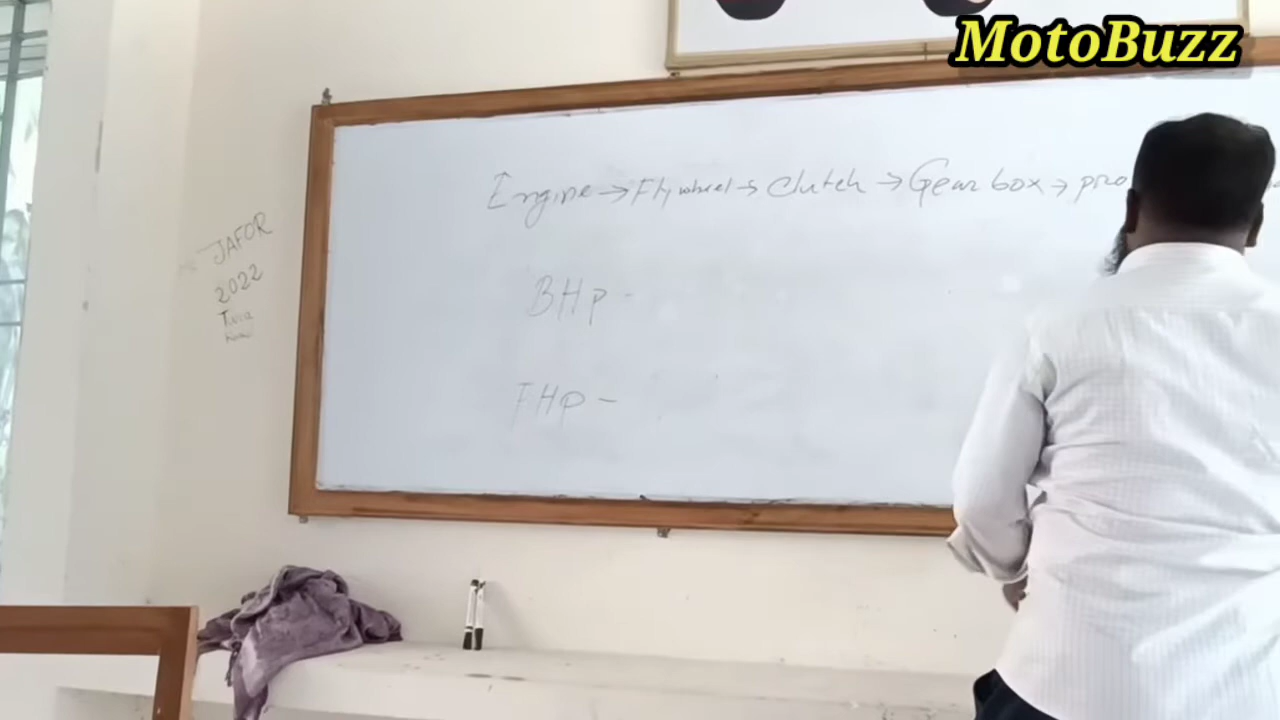 MotoBuzz
Engine → Flywheel → Clutch → Gear box → pro
BHp -
JAFOR
2022
FHp -